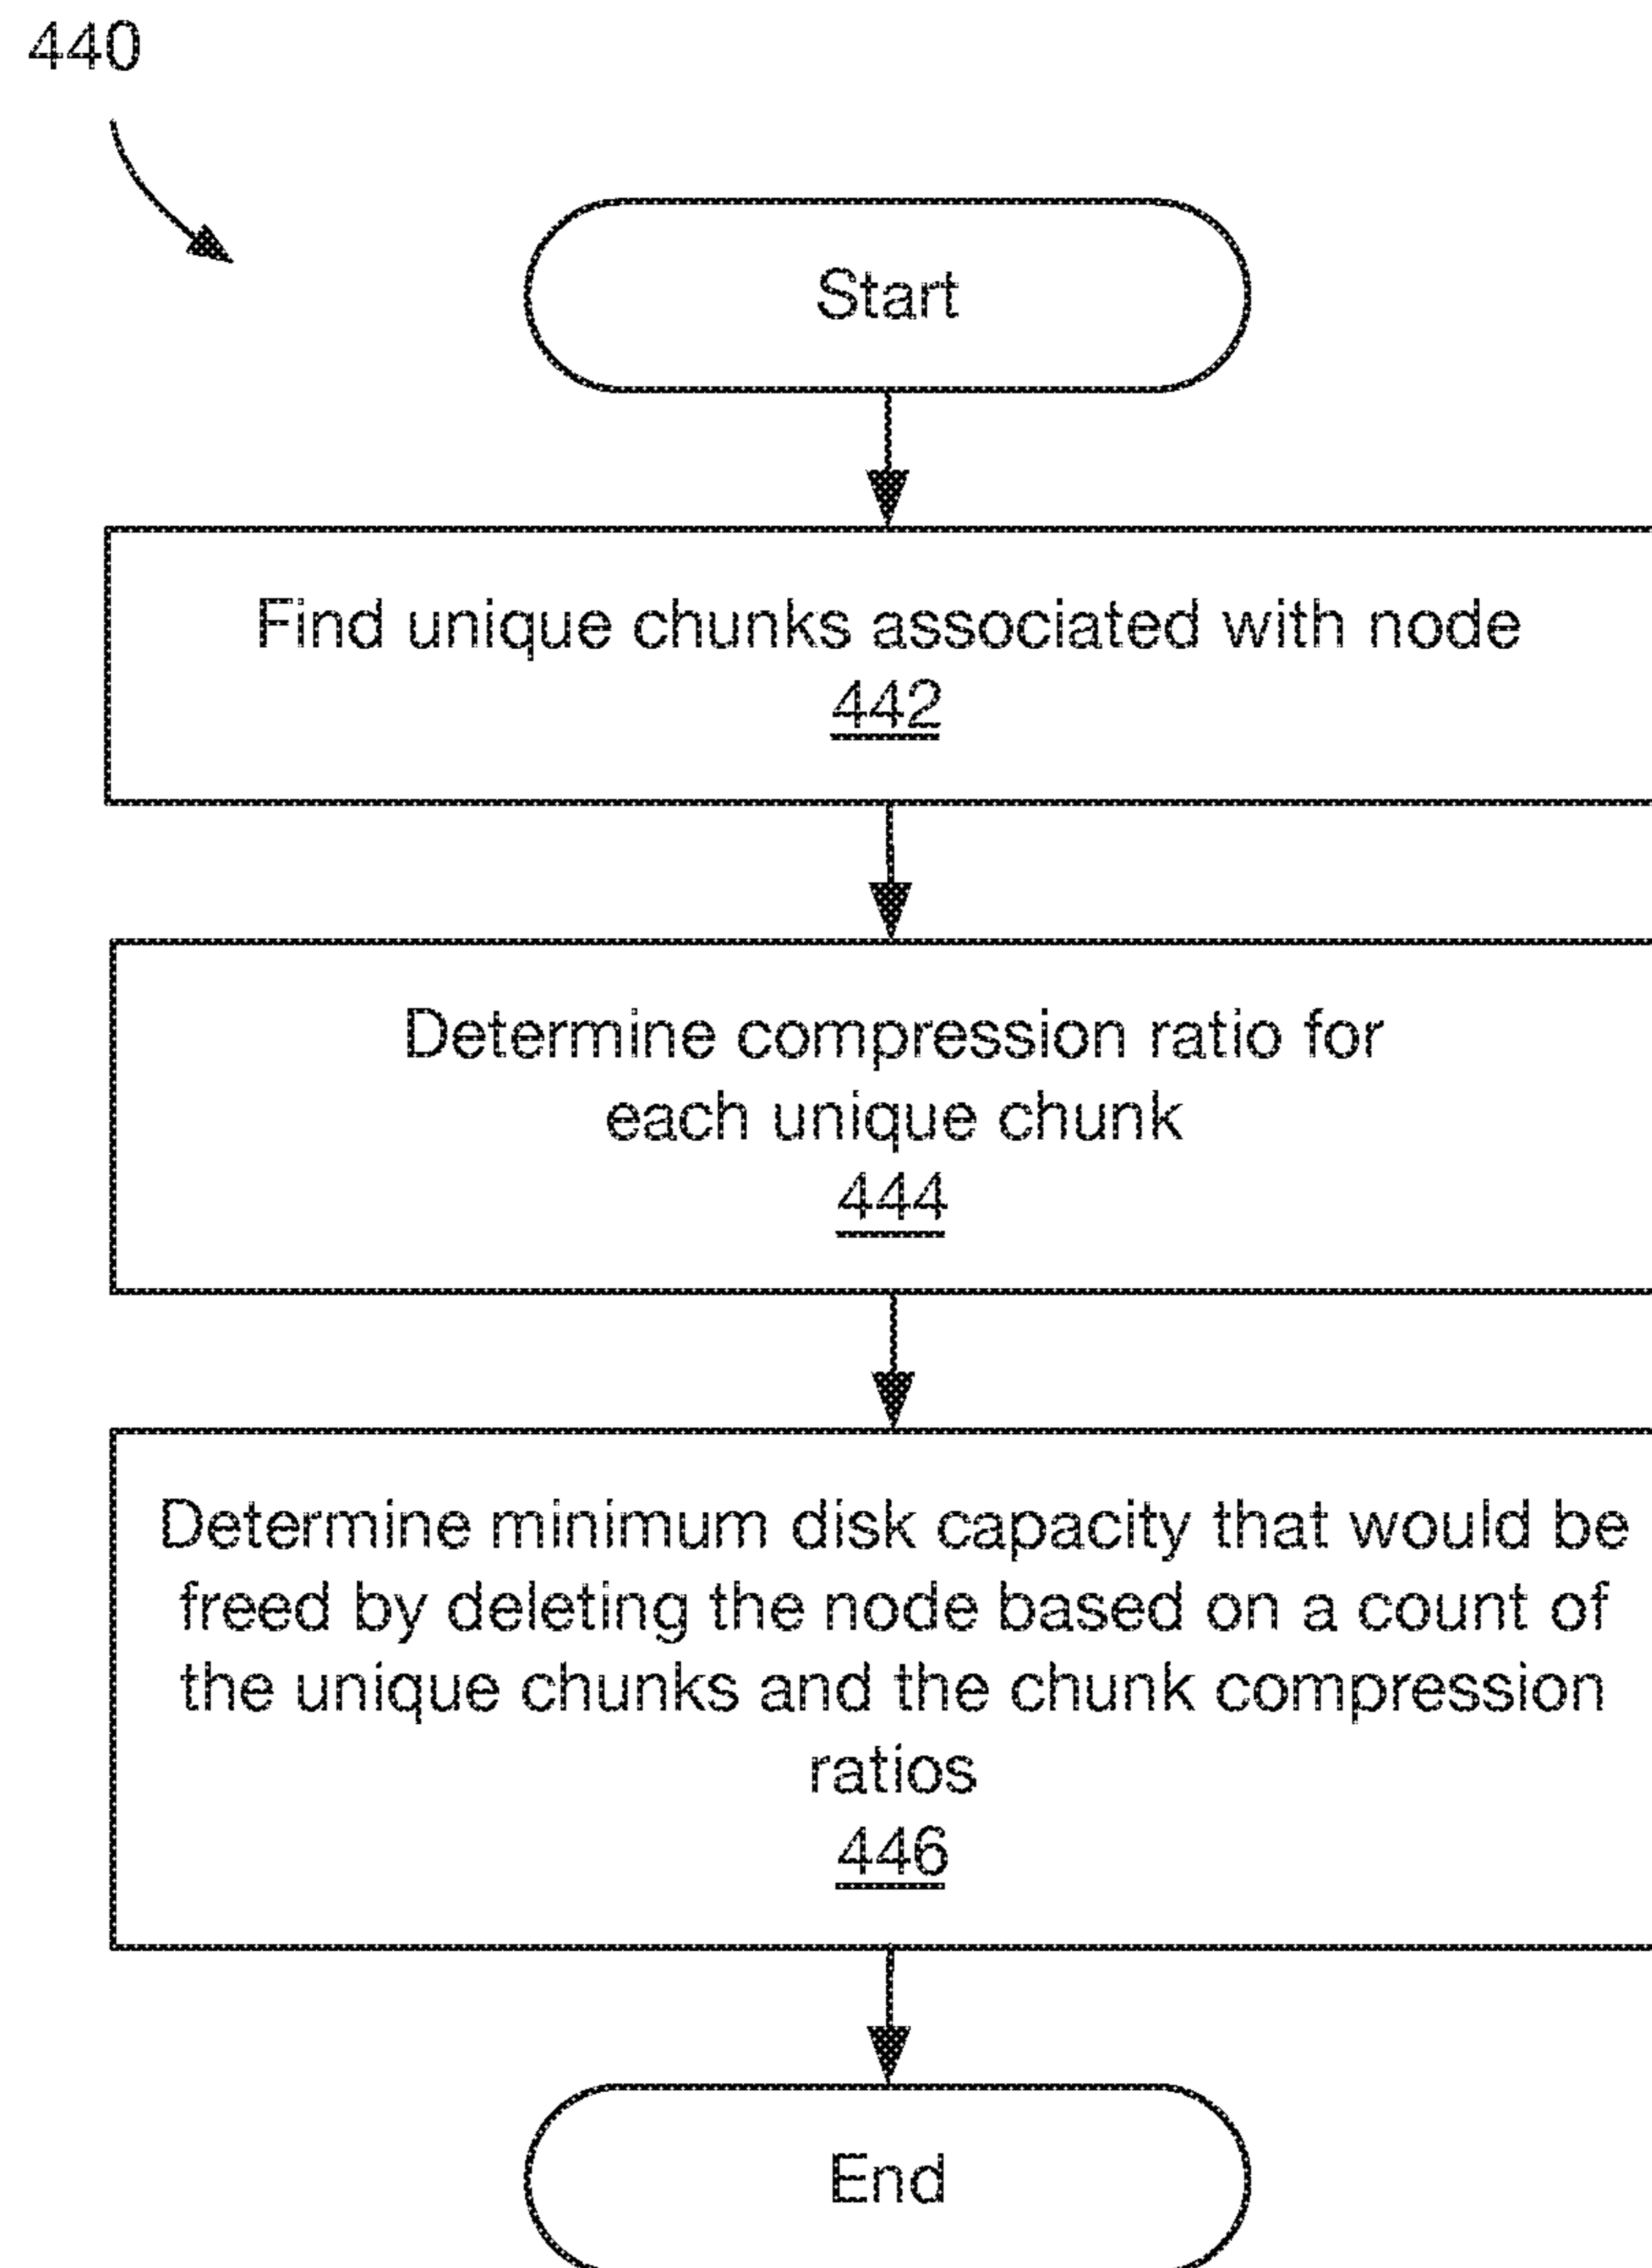 440
Start
Find unique chunks associated with node
442
Determine compression ratio for
each unique chunk
444
Determine minimum disk capacity that would be
freed by deleting the node based on a count of
the unique chunks and the chunk compression
ratios
446
End